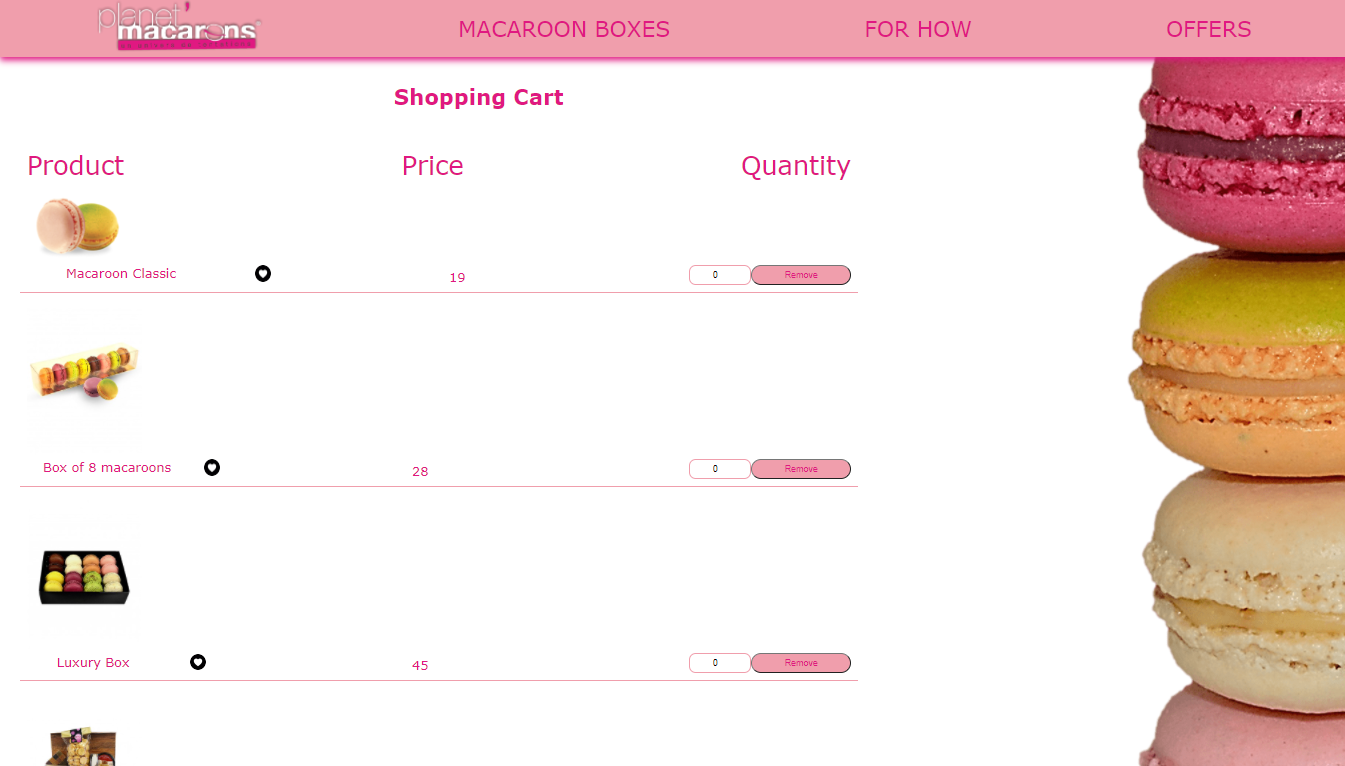 planet'
macarons
MACAROON BOXES
FOR HOW
OFFERS
Shopping Cart
Product
Price
Quantity
Macaroon Classic
19
0
Remove
Box of 8 macaroons
28
0
Remove
Luxury Box
45
0
Remove